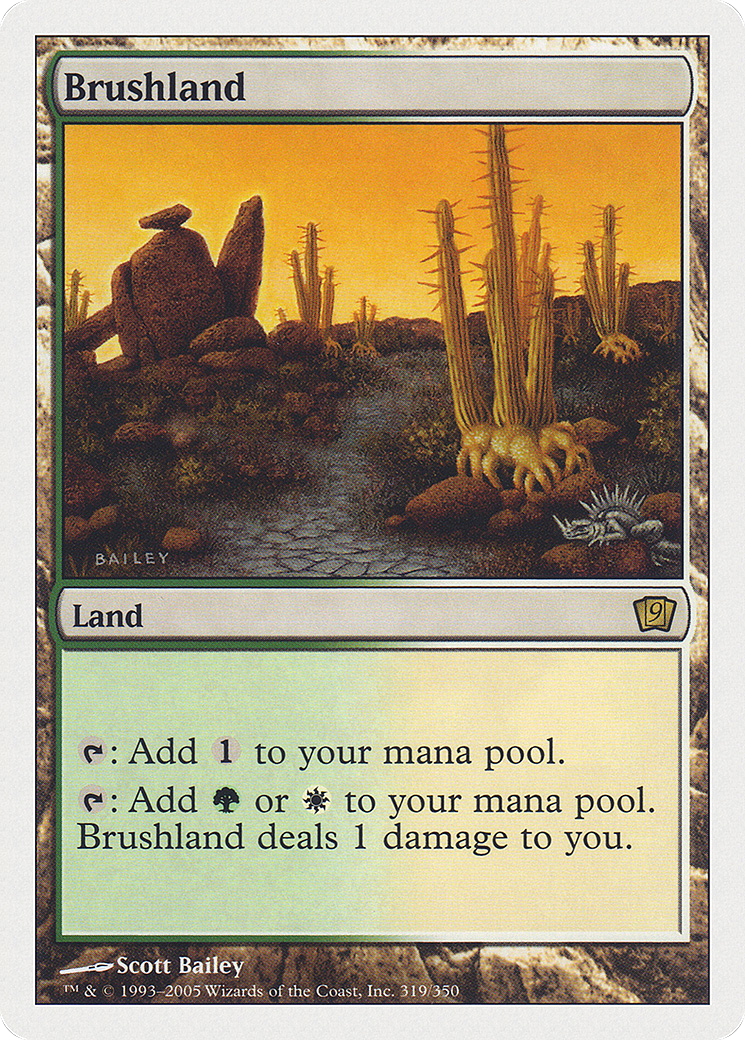 Brushland
BAILEY
Land
9
: Add 1 to your mana pool.
: Add or to your mana pool.
Brushland deals 1 damage to you.
Scott Bailey
™ & © 1993–2005 Wizards of the Coast, Inc. 319/350